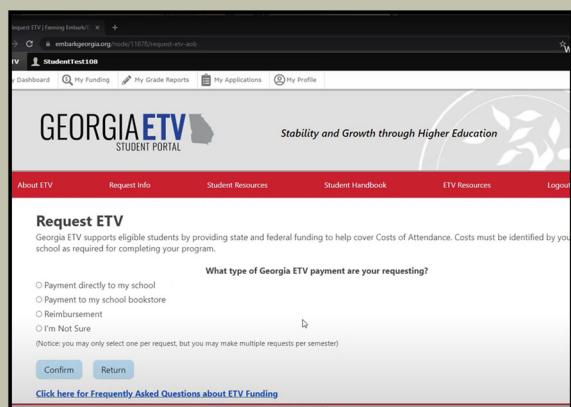 Request ETV | Farming Embark/
embarkgeorgia.org/node/11878/request-etv-aob
TV StudentTest108
y Dashboard My Funding My Grade Reports My Applications My Profile
GEORGIA ETV
STUDENT PORTAL
Stability and Growth through Higher Education
About ETV Request Info Student Resources Student Handbook ETV Resources Logout
Request ETV
Georgia ETV supports eligible students by providing state and federal funding to help cover Costs of Attendance. Costs must be identified by you
school as required for completing your program.
What type of Georgia ETV payment are your requesting?
Payment directly to my school
Payment to my school bookstore
Reimbursement
I'm Not Sure
(Notice: you may only select one per request, but you may make multiple requests per semester)
Confirm Return
Click here for Frequently Asked Questions about ETV Funding